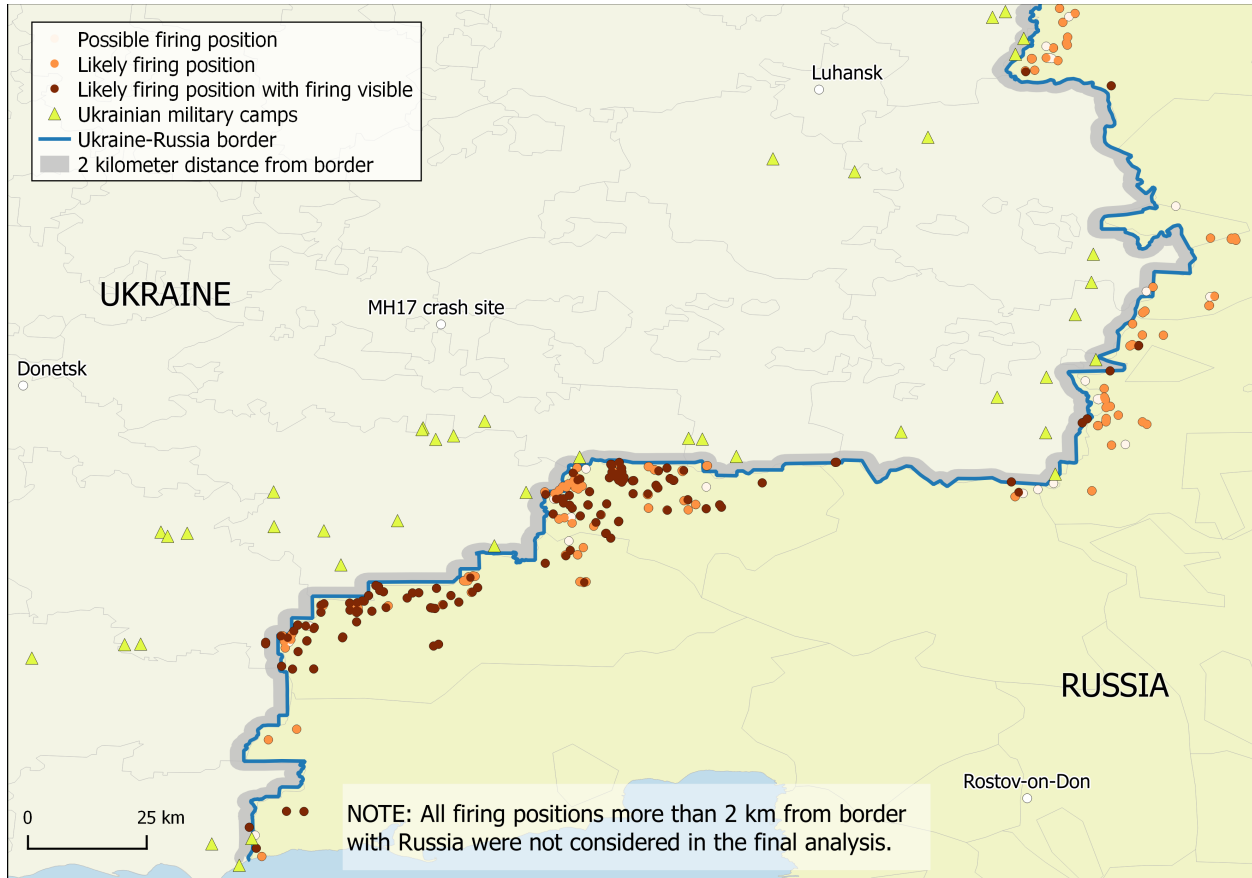 Possible firing position
Likely firing position
Likely firing position with firing visible
Ukrainian military camps
Ukraine-Russia border
2 kilometer distance from border
Luhansk
UKRAINE
MH17 crash site
Donetsk
RUSSIA
Rostov-on-Don
0 25 km
NOTE: All firing positions more than 2 km from border
with Russia were not considered in the final analysis.